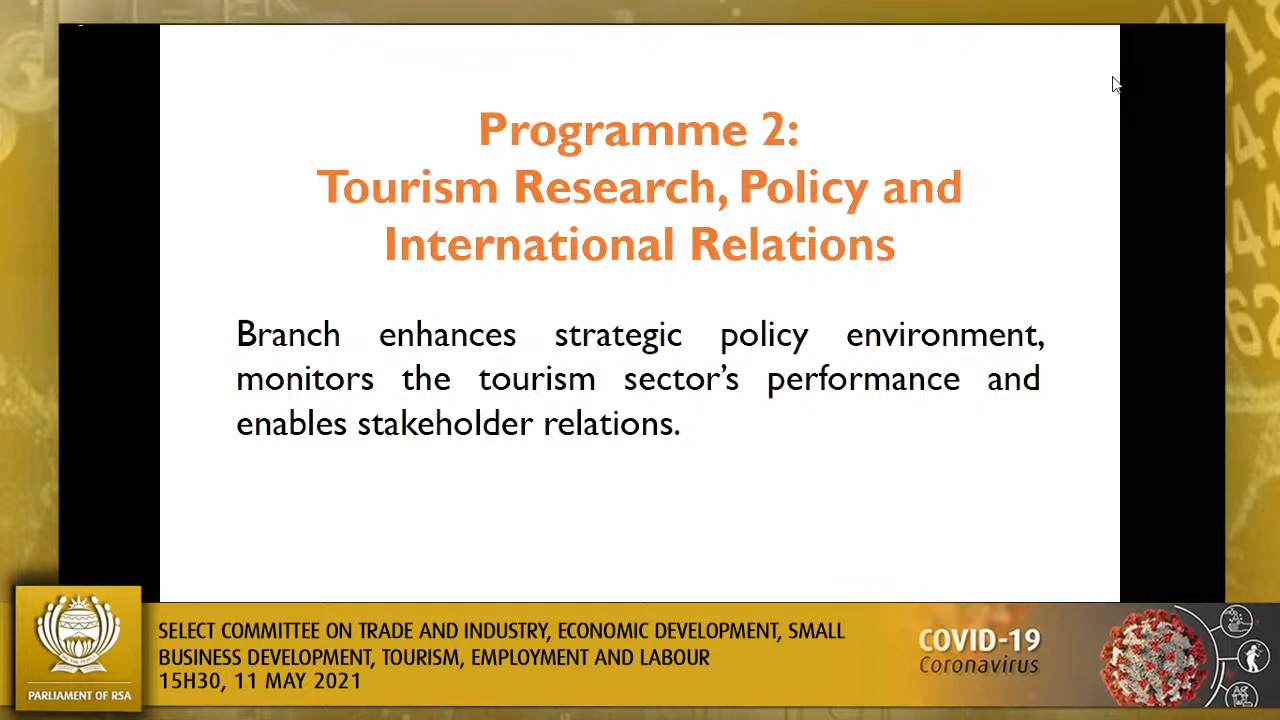 Programme 2:
Tourism Research, Policy and
International Relations
Branch enhances strategic policy environment,
monitors the tourism sector's performance and
enables stakeholder relations.
PARLIAMENT OF RSA
SELECT COMMITTEE ON TRADE AND INDUSTRY, ECONOMIC DEVELOPMENT, SMALL
BUSINESS DEVELOPMENT, TOURISM, EMPLOYMENT AND LABOUR
15H30, 11 MAY 2021
COVID-19
Coronavirus